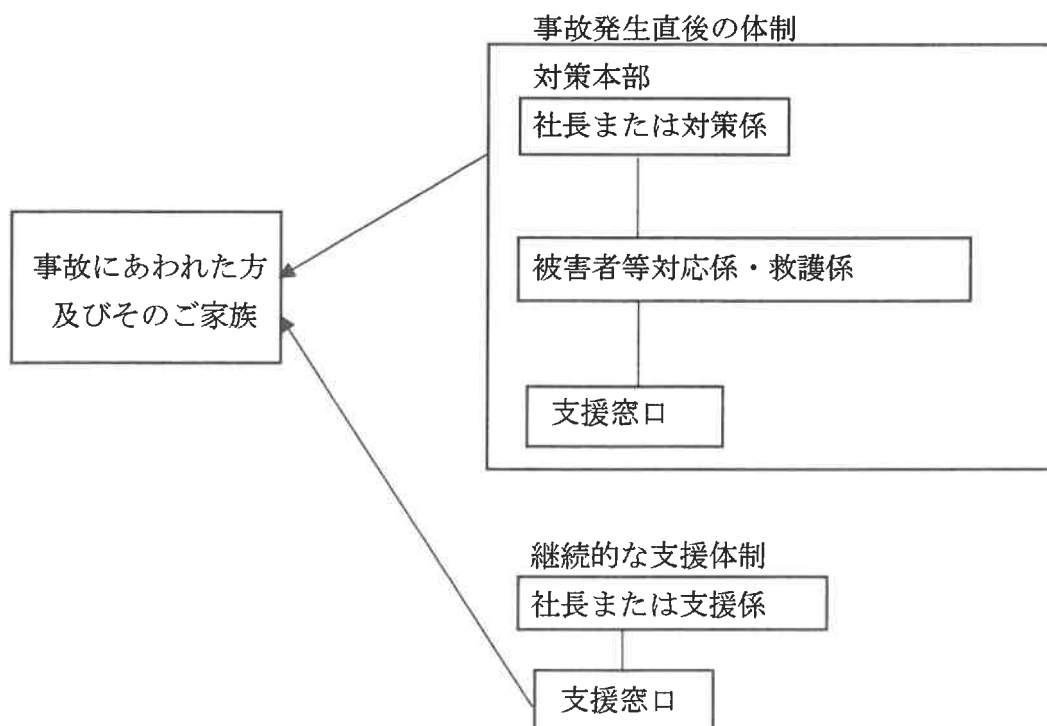 事故発生直後の体制
対策本部
社長または対策係
事故にあわれた方
及びそのご家族
被害者等対応係・救護係
支援窓口
継続的な支援体制
社長または支援係
支援窓口